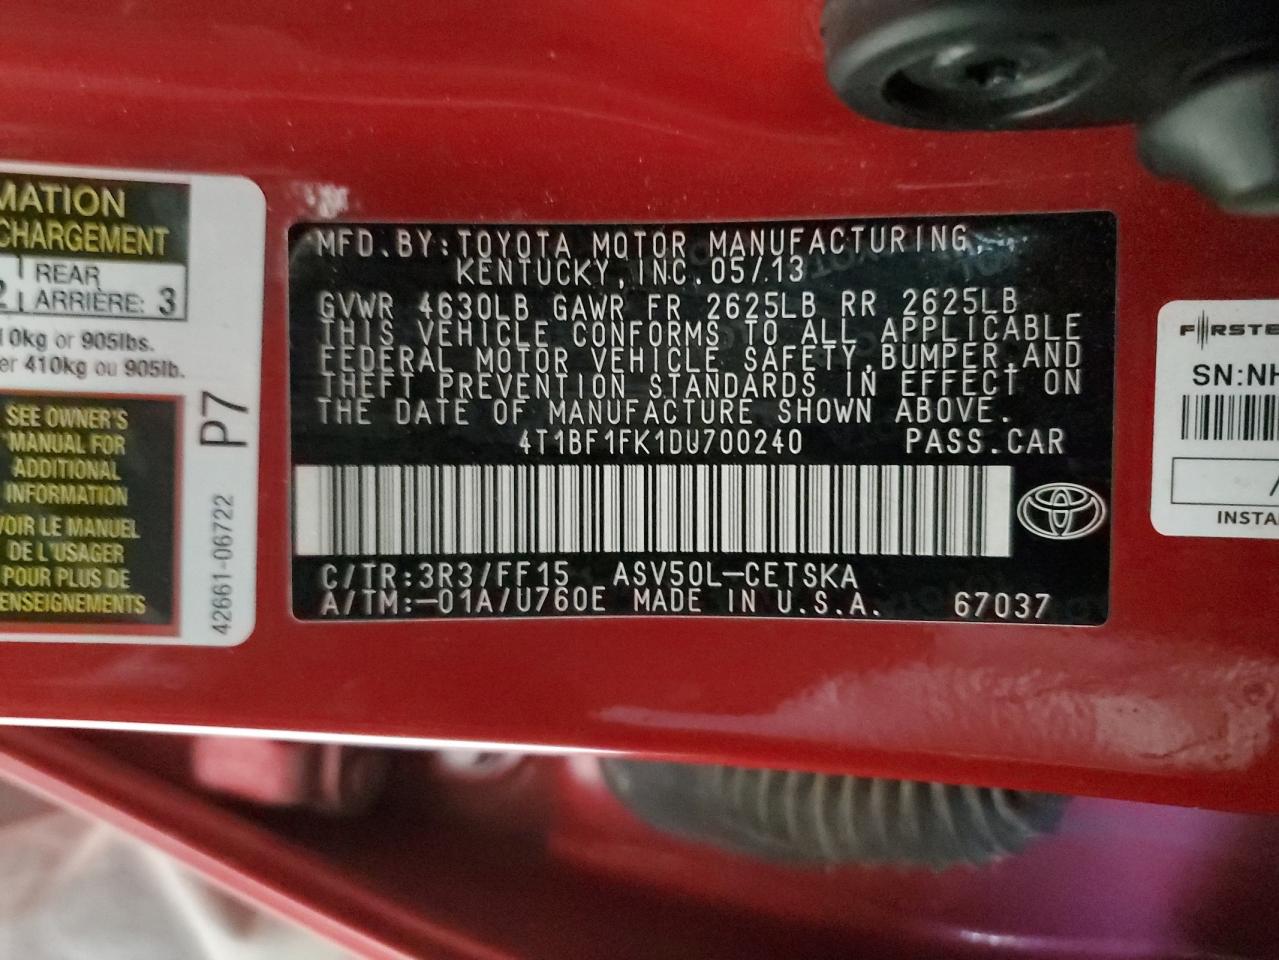 MATION
CHARGEMENT
REAR
ARRIÈRE: 3
10kg or 905lbs.
er 410kg ou 905lb.
SEE OWNER'S
MANUAL FOR
ADDITIONAL
INFORMATION
VOIR LE MANUEL
DE L'USAGER
POUR PLUS DE
RENSEIGNEMENTS
P7
42661-06722
MFD. BY: TOYOTA MOTOR MANUFACTURING,
KENTUCKY, INC. 05/13
GVWR 4630LB GAWR FR 2625LB RR 2625LB
THIS VEHICLE CONFORMS TO ALL APPLICABLE
FEDERAL MOTOR VEHICLE SAFETY, BUMPER, AND
THEFT PREVENTION STANDARDS IN EFFECT ON
THE DATE OF MANUFACTURE SHOWN ABOVE.
4T1BF1FK1DU700240 PASS. CAR
C/TR: 3R3/FF15 ASV50L-CETSKA
A/TM: -01A/U760E MADE IN U.S.A. 67037
FIRSTE
SN:NH
INSTA